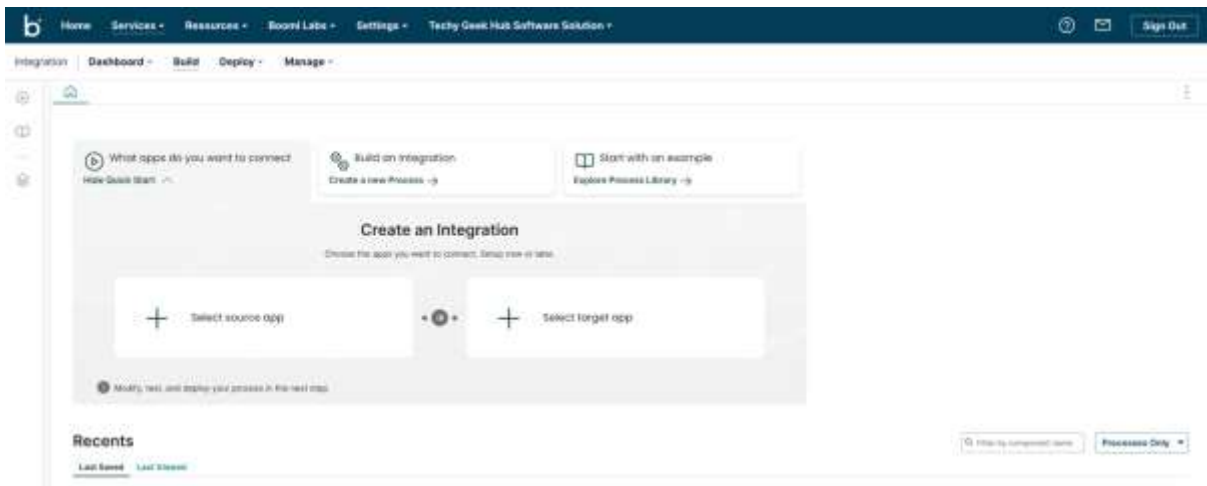 b Home Services Resources Boomi Labs Settings Techy Geek Hub Software Solution Sign Out
Integration Dashboard Build Deploy Manage
What apps do you want to connect Build an Integration Start with an example
Hide Quick Start Create a new Process → Explore Process Library →
Create an Integration
Choose the apps you want to connect. Setup now or later.
Select source app Select target app
Modify, test, and deploy your process in the next step.
Recents Filter by component name Processes Only
Last Saved Last Viewed